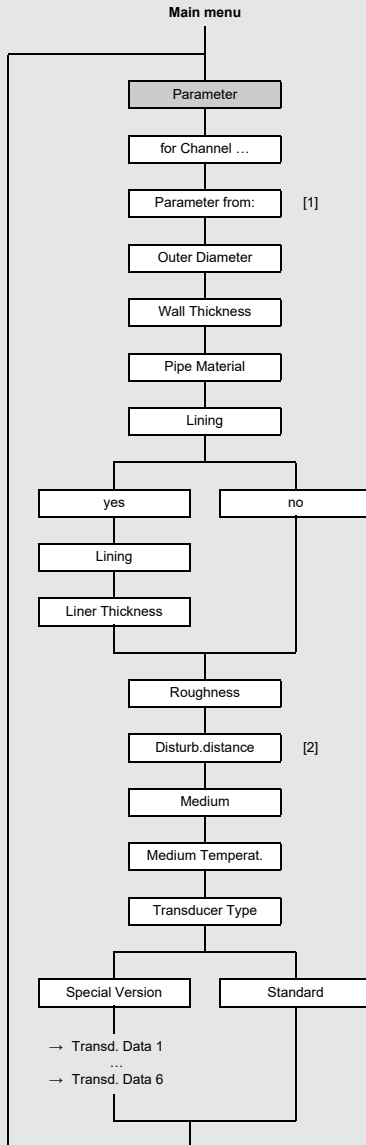 Main menu
Parameter
for Channel …
Parameter from: [1]
Outer Diameter
Wall Thickness
Pipe Material
Lining
yes no
Lining
Liner Thickness
Roughness
Disturb.distance [2]
Medium
Medium Temperat.
Transducer Type
Special Version Standard
→ Transd. Data 1
…
→ Transd. Data 6